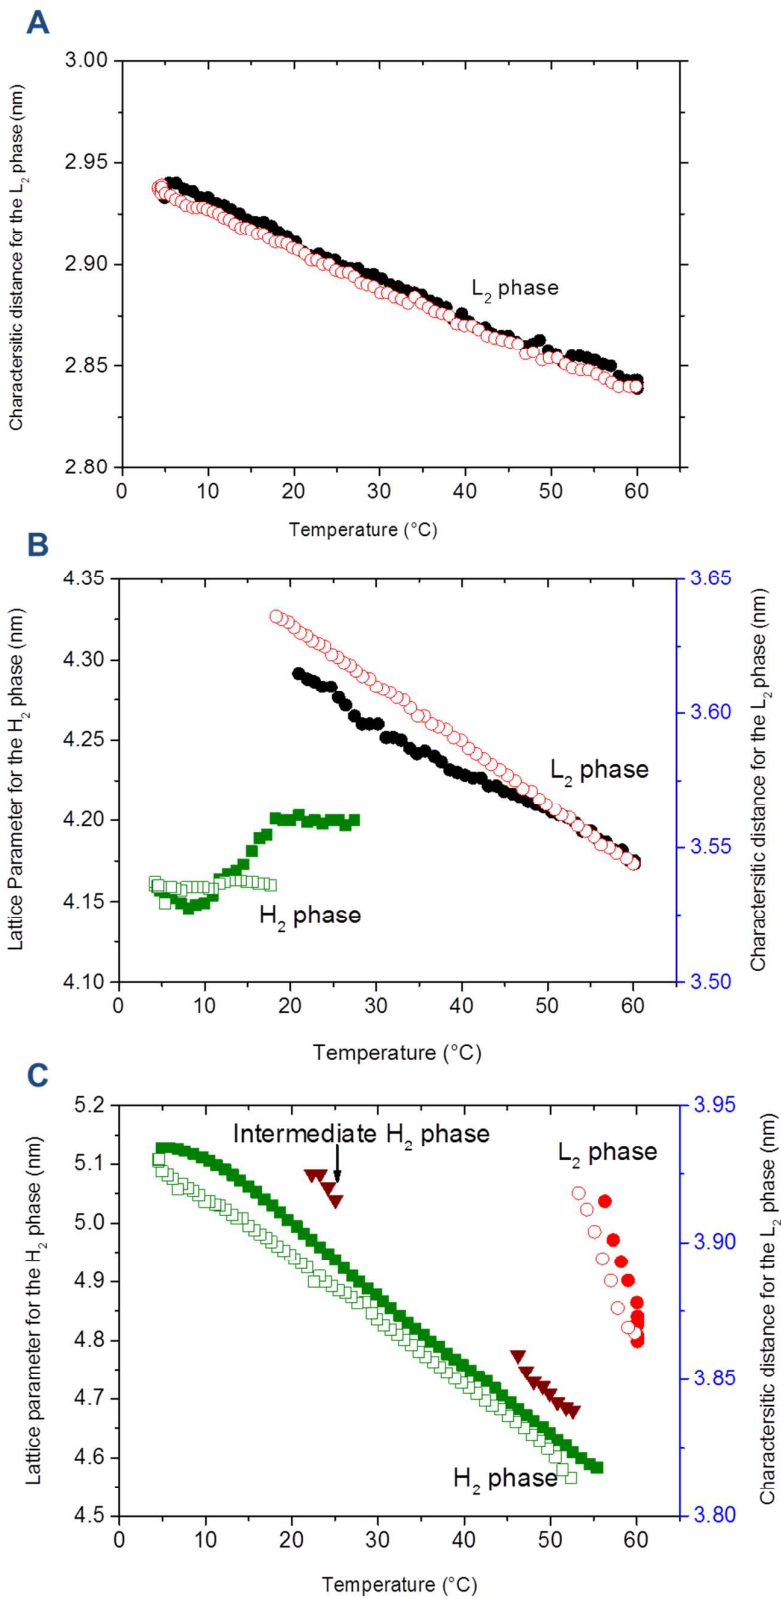 A
3.00
2.95
2.90
2.85
2.80
Charactersitic distance for the L2 phase (nm)
L2 phase
0 10 20 30 40 50 60
Temperature (°C)
B
4.35
4.30
4.25
4.20
4.15
4.10
Lattice Parameter for the H2 phase (nm)
3.65
3.60
3.55
3.50
Charactersitic distance for the L2 phase (nm)
L2 phase
H2 phase
0 10 20 30 40 50 60
Temperature (°C)
C
5.2
5.1
5.0
4.9
4.8
4.7
4.6
4.5
Lattice parameter for the H2 phase (nm)
3.95
3.90
3.85
3.80
Charactersitic distance for the L2 phase (nm)
Intermediate H2 phase
L2 phase
H2 phase
0 10 20 30 40 50 60
Temperature (°C)